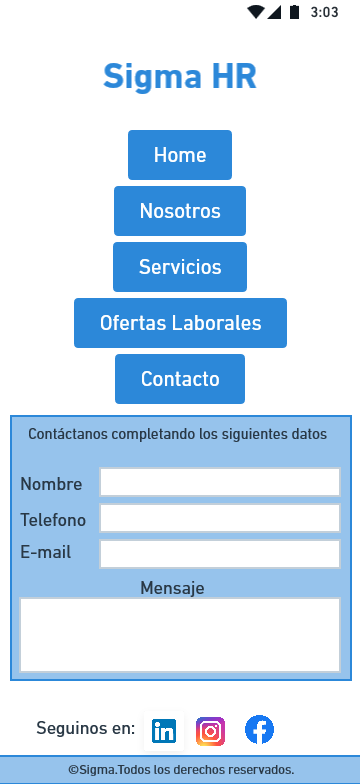 3:03
Sigma HR
Home
Nosotros
Servicios
Ofertas Laborales
Contacto
Contáctanos completando los siguientes datos
Nombre
Telefono
E-mail
Mensaje
Seguinos en: in
©Sigma.Todos los derechos reservados.